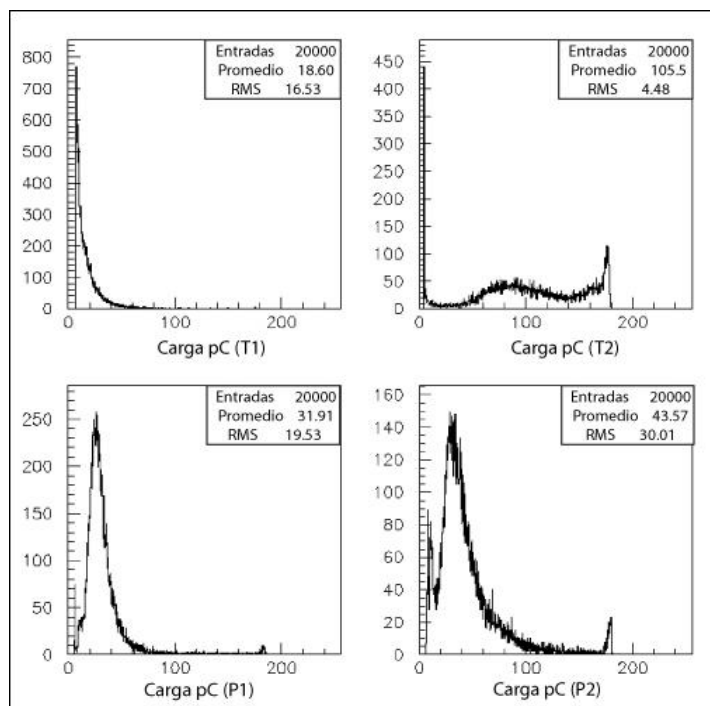 Entradas 20000
Promedio 18.60
RMS 16.53
800
700
600
500
400
300
200
100
0
0 100 200
Carga pC (T1)
Entradas 20000
Promedio 105.5
RMS 4.48
450
400
350
300
250
200
150
100
50
0
0 100 200
Carga pC (T2)
Entradas 20000
Promedio 31.91
RMS 19.53
250
200
150
100
50
0
0 100 200
Carga pC (P1)
Entradas 20000
Promedio 43.57
RMS 30.01
160
140
120
100
80
60
40
20
0
0 100 200
Carga pC (P2)